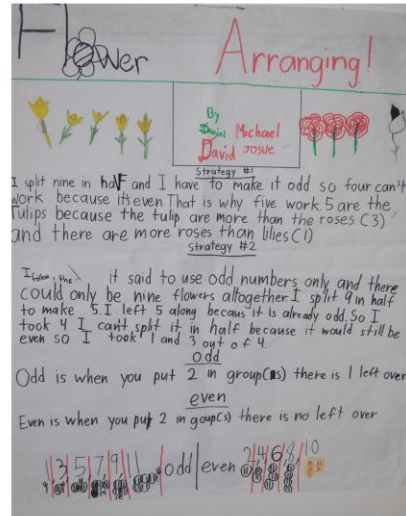 Flower Arranging!
By
Daniel Michael
David Josue
Strategy #1
I split nine in half and I have to make it odd so four can't
work because it's even. That is why five work. 5 are the
tulips because the tulip are more than the roses (3)
and there are more roses than lilies (1)
Strategy #2
I it said to use odd numbers only and there
could only be nine flowers altogether. I split 9 in half
to make 5. I left 5 along becaus it is already odd. So I
took 4 I can't split it in half because it would still be
even so I took 1 and 3 out of 4.
odd
Odd is when you put 2 in group(s) there is 1 left over
even
Even is when you put 2 in goup(s) there is no left over
1 3 5 7 9 11 odd even 2 4 6 8 10